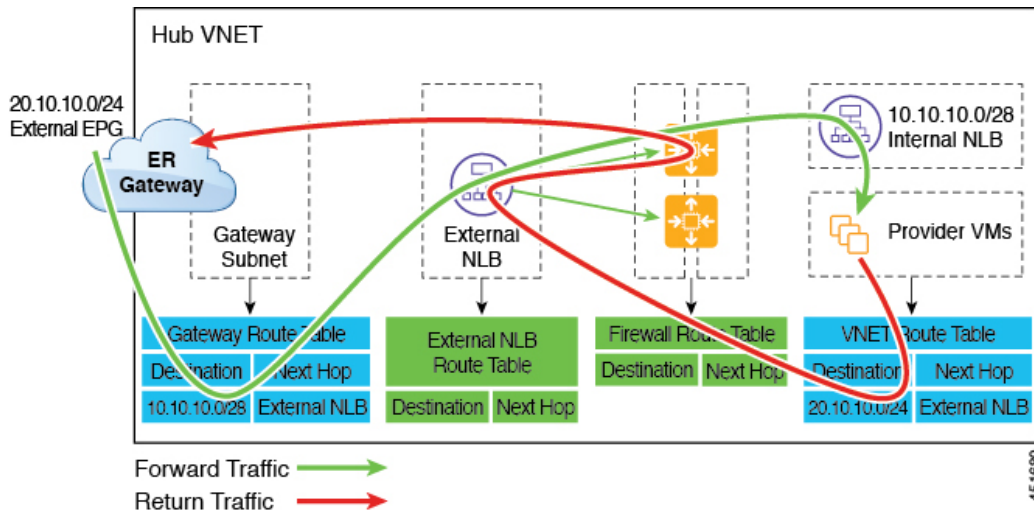 Hub VNET
20.10.10.0/24
External EPG
ER
Gateway
Gateway
Subnet
External
NLB
10.10.10.0/28
Internal NLB
Provider VMs
Gateway Route Table
Destination
Next Hop
10.10.10.0/28
External NLB
External NLB
Route Table
Destination
Next Hop
Firewall Route Table
Destination
Next Hop
VNET Route Table
Destination
Next Hop
20.10.10.0/24
External NLB
Forward Traffic
Return Traffic